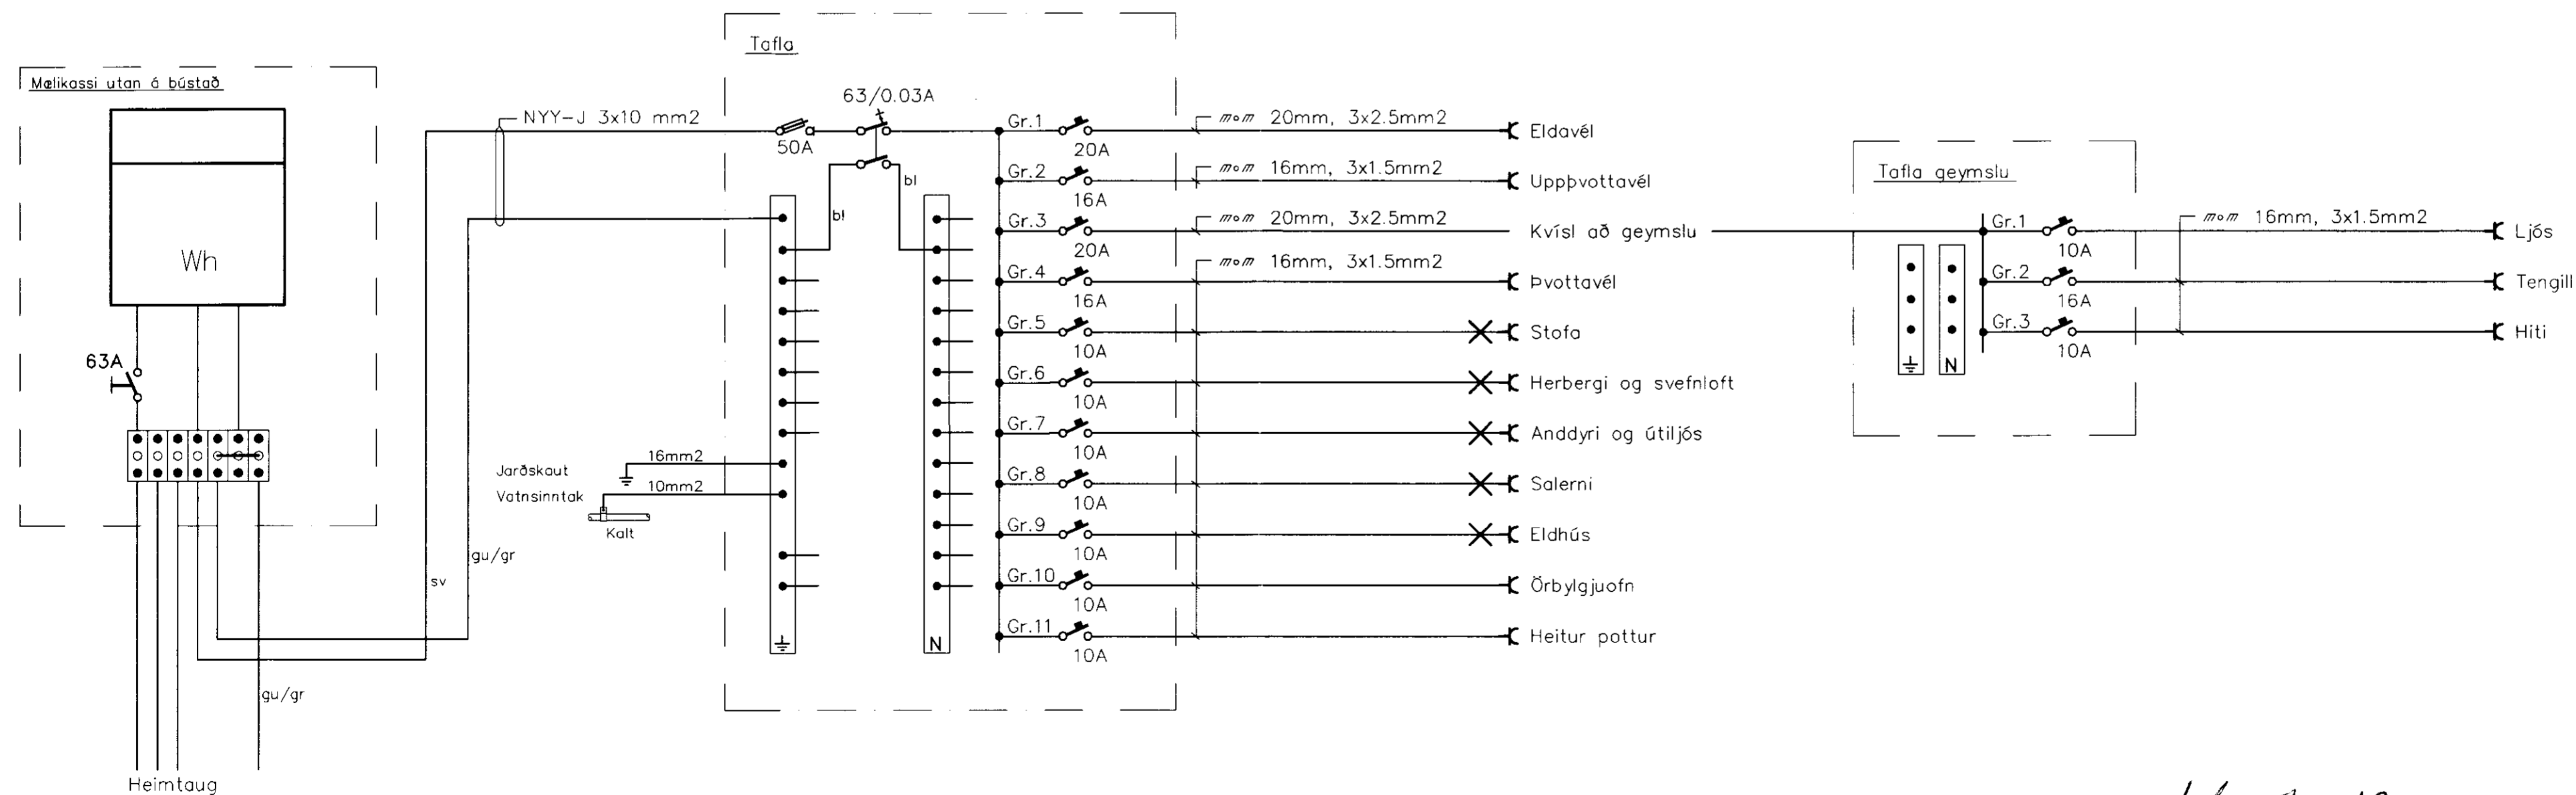 Mælikassi utan á bústað
Wh
63A
Heimtaug
gu/gr
sv
gu/gr
NYY-J 3x10 mm2
Jarðskaut
16mm2
Vatnsinntak
10mm2
Kalt
Tafla
50A
63/0.03A
bl
bl
N
Gr.1
20A
20mm, 3x2.5mm2
Eldavél
Gr.2
16A
16mm, 3x1.5mm2
Uppþvottavél
Gr.3
20A
20mm, 3x2.5mm2
Kvísl að geymslu
Gr.4
16A
16mm, 3x1.5mm2
Þvottavél
Gr.5
10A
Stofa
Gr.6
10A
Herbergi og svefnloft
Gr.7
10A
Anddyri og útiljós
Gr.8
10A
Salerni
Gr.9
10A
Eldhús
Gr.10
10A
Örbylgjuofn
Gr.11
10A
Heitur pottur
Tafla geymslu
N
Gr.1
10A
16mm, 3x1.5mm2
Ljós
Gr.2
16A
Tengill
Gr.3
10A
Hiti